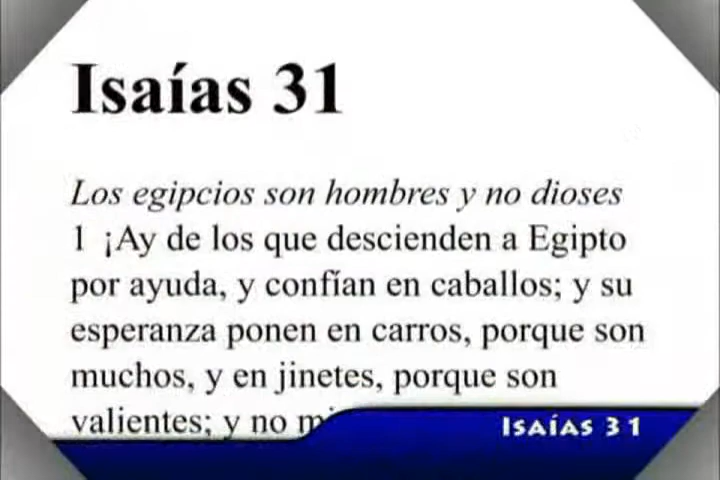 Isaías 31
Los egipcios son hombres y no dioses
1 ¡Ay de los que descienden a Egipto
por ayuda, y confían en caballos; y su
esperanza ponen en carros, porque son
muchos, y en jinetes, porque son
valientes; y no
ISAÍAS 31